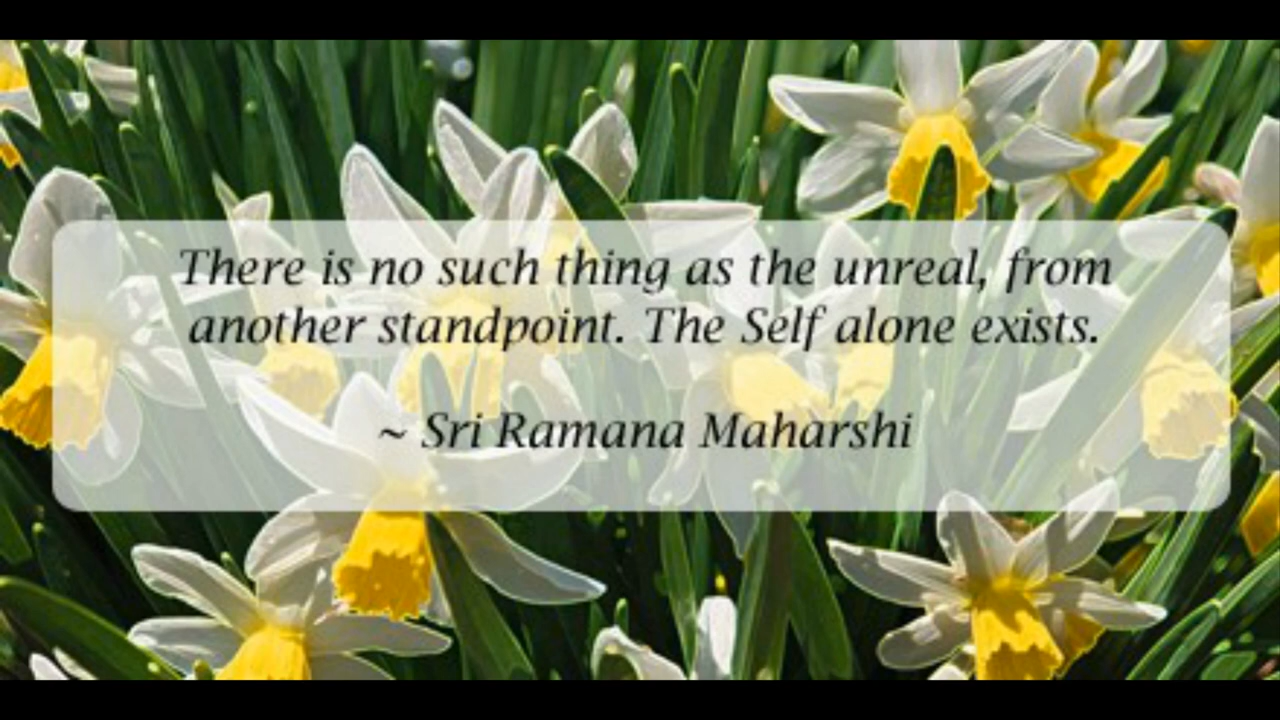 There is no such thing as the unreal, from
another standpoint. The Self alone exists.
~ Sri Ramana Maharshi